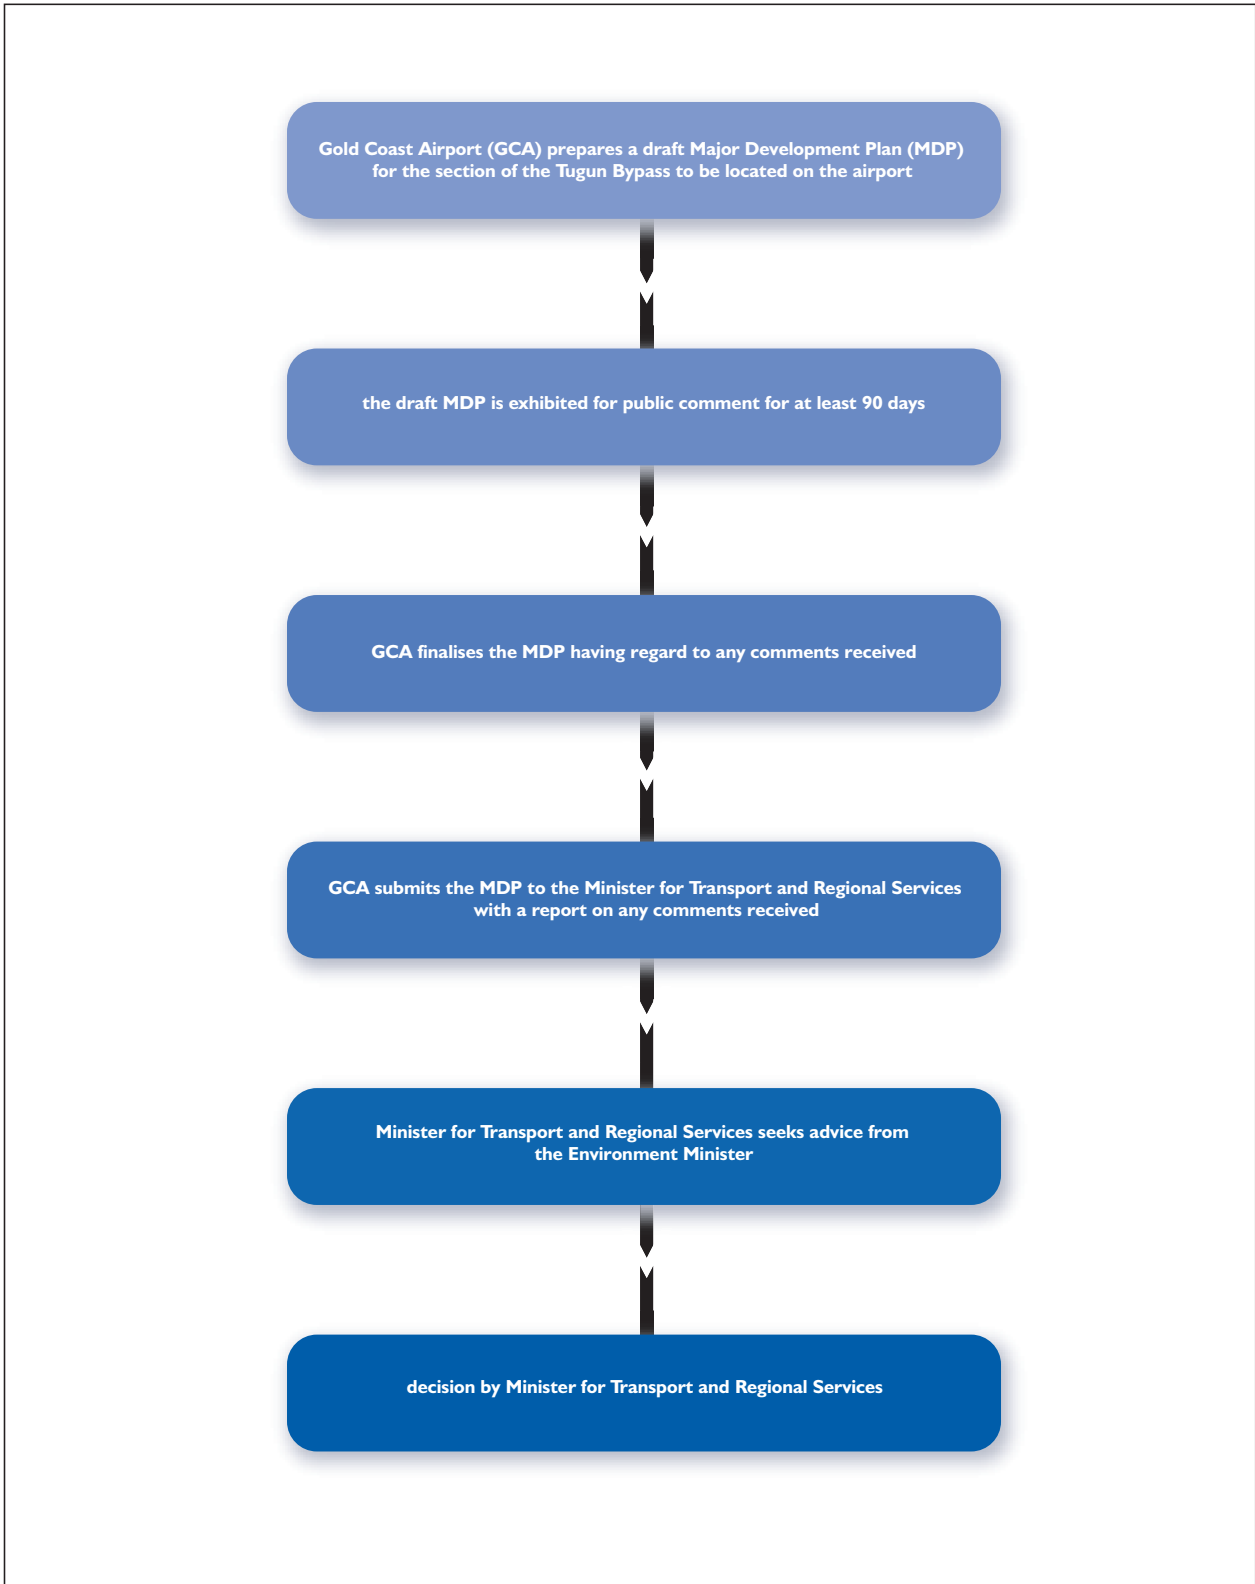 Gold Coast Airport (GCA) prepares a draft Major Development Plan (MDP)
for the section of the Tugun Bypass to be located on the airport
the draft MDP is exhibited for public comment for at least 90 days
GCA finalises the MDP having regard to any comments received
GCA submits the MDP to the Minister for Transport and Regional Services
with a report on any comments received
Minister for Transport and Regional Services seeks advice from
the Environment Minister
decision by Minister for Transport and Regional Services